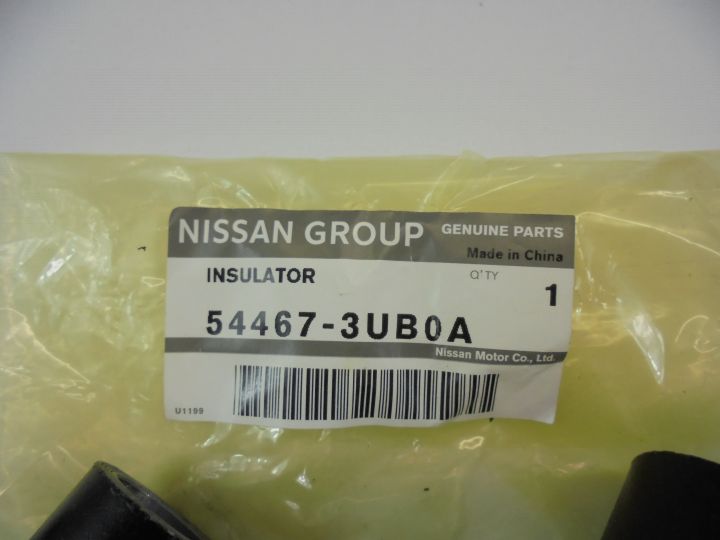 NISSAN GROUP GENUINE PARTS
Made in China
INSULATOR Q'TY 1
54467-3UB0A
Nissan Motor Co., Ltd.
U1199